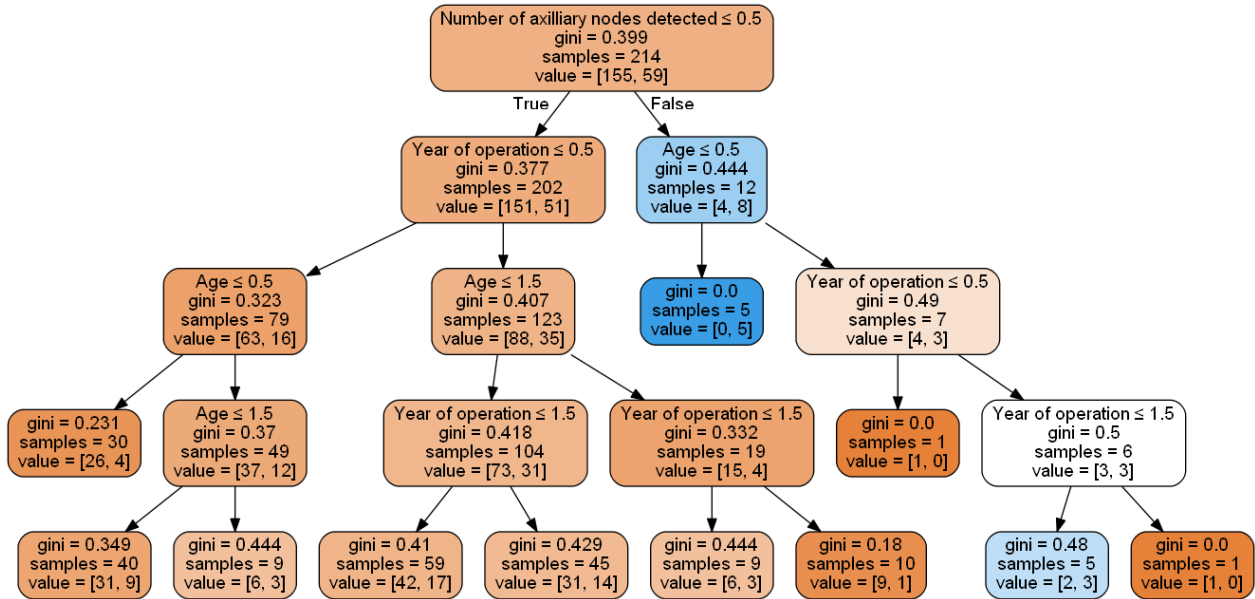 Number of axilliary nodes detected ≤ 0.5
gini = 0.399
samples = 214
value = [155, 59]
True
False
Year of operation ≤ 0.5
gini = 0.377
samples = 202
value = [151, 51]
Age ≤ 0.5
gini = 0.444
samples = 12
value = [4, 8]
Age ≤ 0.5
gini = 0.323
samples = 79
value = [63, 16]
Age ≤ 1.5
gini = 0.407
samples = 123
value = [88, 35]
gini = 0.0
samples = 5
value = [0, 5]
Year of operation ≤ 0.5
gini = 0.49
samples = 7
value = [4, 3]
gini = 0.231
samples = 30
value = [26, 4]
Age ≤ 1.5
gini = 0.37
samples = 49
value = [37, 12]
Year of operation ≤ 1.5
gini = 0.418
samples = 104
value = [73, 31]
Year of operation ≤ 1.5
gini = 0.332
samples = 19
value = [15, 4]
gini = 0.0
samples = 1
value = [1, 0]
Year of operation ≤ 1.5
gini = 0.5
samples = 6
value = [3, 3]
gini = 0.349
samples = 40
value = [31, 9]
gini = 0.444
samples = 9
value = [6, 3]
gini = 0.41
samples = 59
value = [42, 17]
gini = 0.429
samples = 45
value = [31, 14]
gini = 0.444
samples = 9
value = [6, 3]
gini = 0.18
samples = 10
value = [9, 1]
gini = 0.48
samples = 5
value = [2, 3]
gini = 0.0
samples = 1
value = [1, 0]